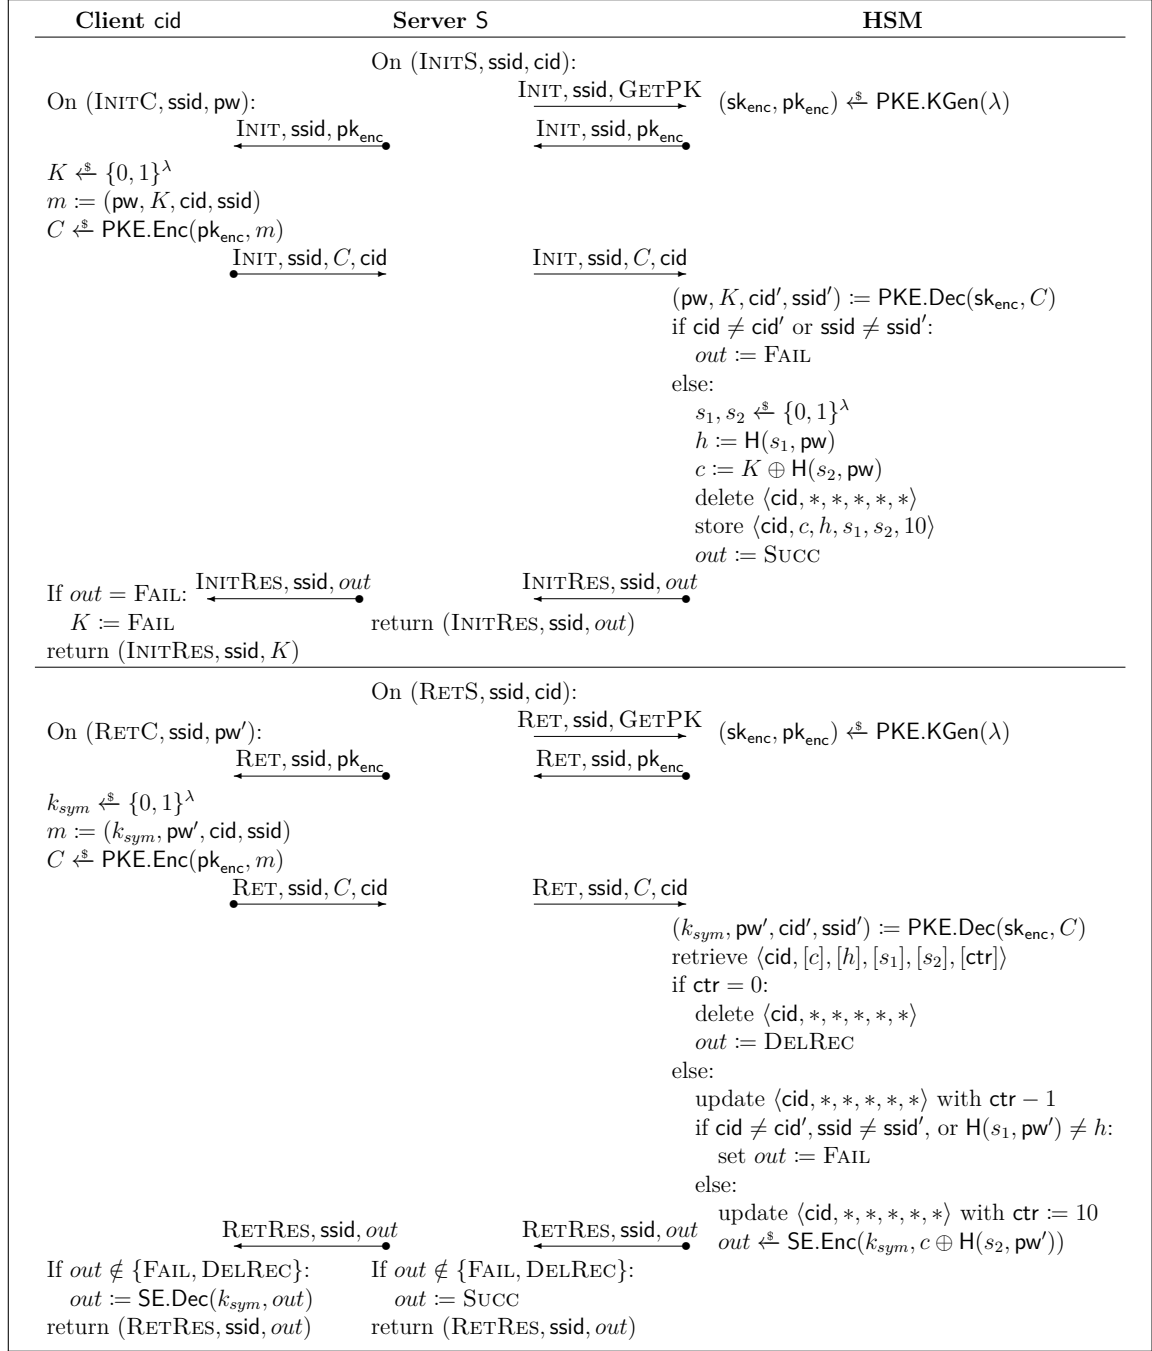 Client cid Server S HSM
On (INITS, ssid, cid):
On (INITC, ssid, pw): INIT, ssid, GETPK (sk_enc, pk_enc) ←$ PKE.KGen(λ)
INIT, ssid, pk_enc INIT, ssid, pk_enc
K ←$ {0, 1}^λ
m := (pw, K, cid, ssid)
C ←$ PKE.Enc(pk_enc, m)
INIT, ssid, C, cid INIT, ssid, C, cid
(pw, K, cid′, ssid′) := PKE.Dec(sk_enc, C)
if cid ≠ cid′ or ssid ≠ ssid′:
out := FAIL
else:
s_1, s_2 ←$ {0, 1}^λ
h := H(s_1, pw)
c := K ⊕ H(s_2, pw)
delete ⟨cid, ∗, ∗, ∗, ∗, ∗⟩
store ⟨cid, c, h, s_1, s_2, 10⟩
out := SUCC
If out = FAIL: INITRES, ssid, out INITRES, ssid, out
K := FAIL return (INITRES, ssid, out)
return (INITRES, ssid, K)
On (RETS, ssid, cid):
On (RETC, ssid, pw′): RET, ssid, GETPK (sk_enc, pk_enc) ←$ PKE.KGen(λ)
RET, ssid, pk_enc RET, ssid, pk_enc
k_sym ←$ {0, 1}^λ
m := (k_sym, pw′, cid, ssid)
C ←$ PKE.Enc(pk_enc, m)
RET, ssid, C, cid RET, ssid, C, cid
(k_sym, pw′, cid′, ssid′) := PKE.Dec(sk_enc, C)
retrieve ⟨cid, [c], [h], [s_1], [s_2], [ctr]⟩
if ctr = 0:
delete ⟨cid, ∗, ∗, ∗, ∗, ∗⟩
out := DELREC
else:
update ⟨cid, ∗, ∗, ∗, ∗, ∗⟩ with ctr − 1
if cid ≠ cid′, ssid ≠ ssid′, or H(s_1, pw′) ≠ h:
set out := FAIL
else:
update ⟨cid, ∗, ∗, ∗, ∗, ∗⟩ with ctr := 10
RETRES, ssid, out RETRES, ssid, out out ←$ SE.Enc(k_sym, c ⊕ H(s_2, pw′))
If out ∉ {FAIL, DELREC}: If out ∉ {FAIL, DELREC}:
out := SE.Dec(k_sym, out) out := SUCC
return (RETRES, ssid, out) return (RETRES, ssid, out)